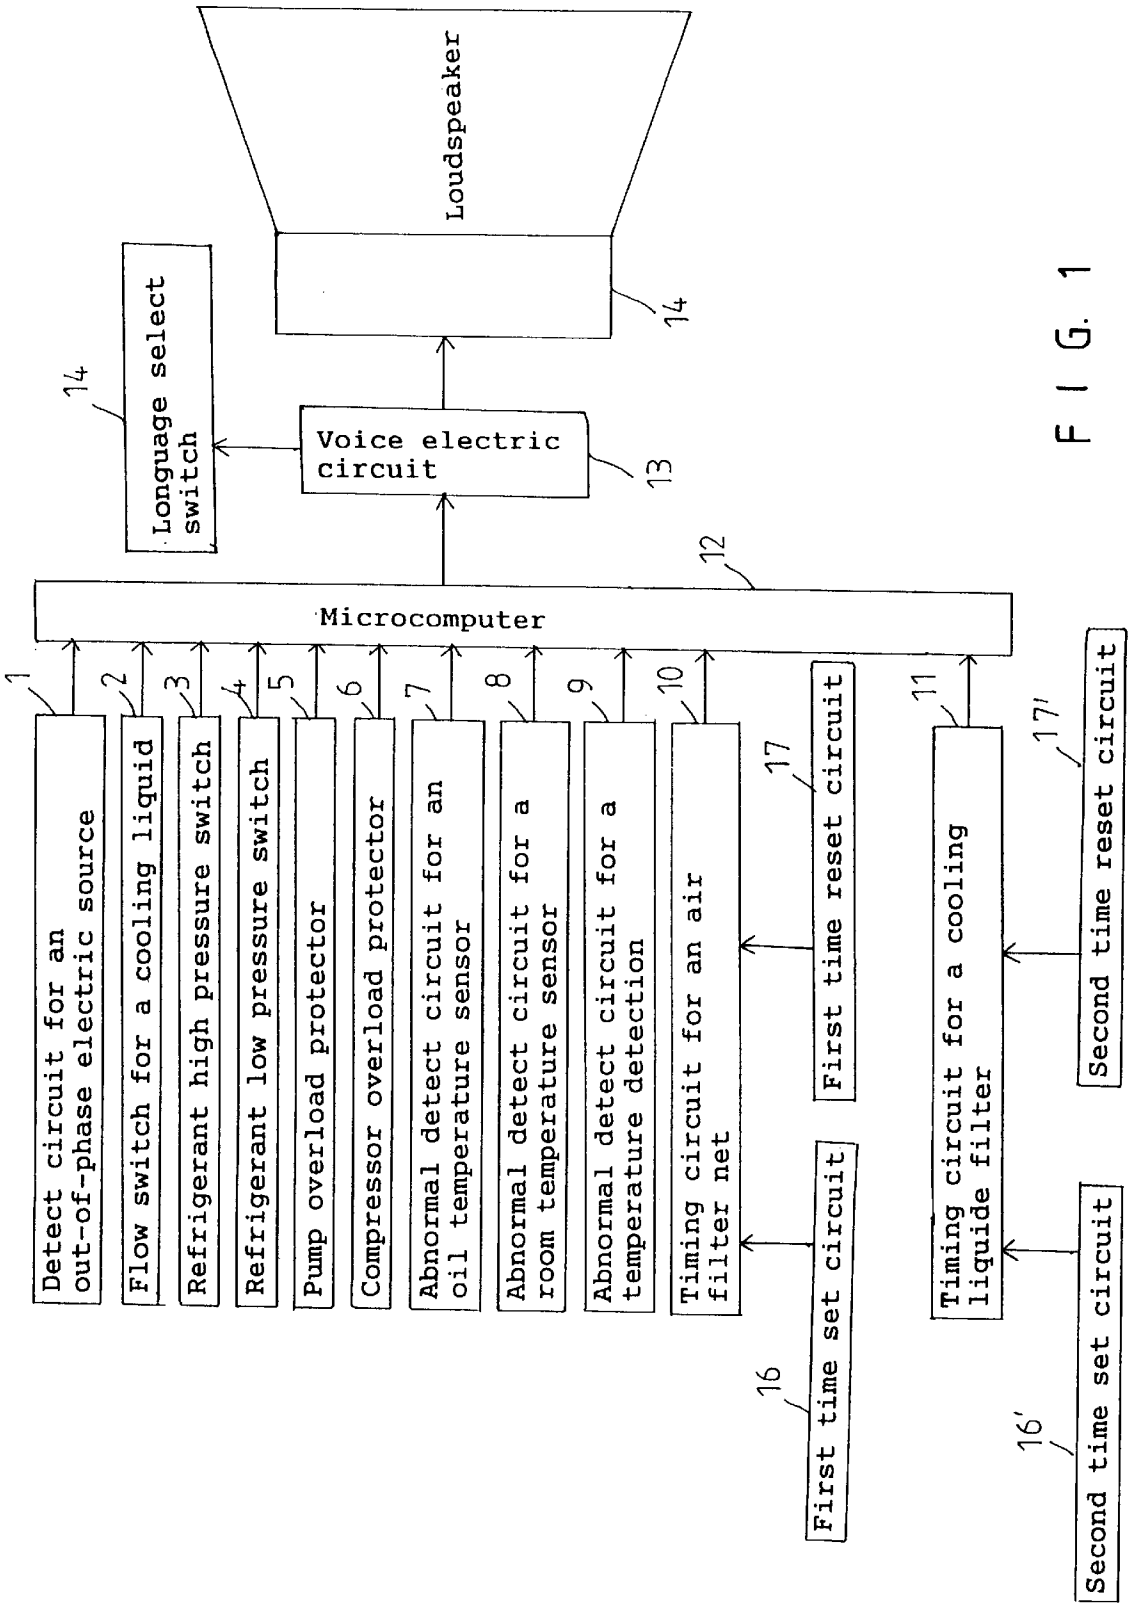 1
Detect circuit for an
out-of-phase electric source
2
Flow switch for a cooling liquid
3
Refrigerant high pressure switch
4
Refrigerant low pressure switch
5
Pump overload protector
6
Compressor overload protector
7
Abnormal detect circuit for an
oil temperature sensor
8
Abnormal detect circuit for a
room temperature sensor
9
Abnormal detect circuit for a
temperature detection
10
Timing circuit for an air
filter net
16
First time set circuit
17
First time reset circuit
11
Timing circuit for a cooling
liquide filter
16'
Second time set circuit
17'
Second time reset circuit
Microcomputer
12
Voice electric
circuit
13
14
Longuage select
switch
Loudspeaker
14
FIG. 1